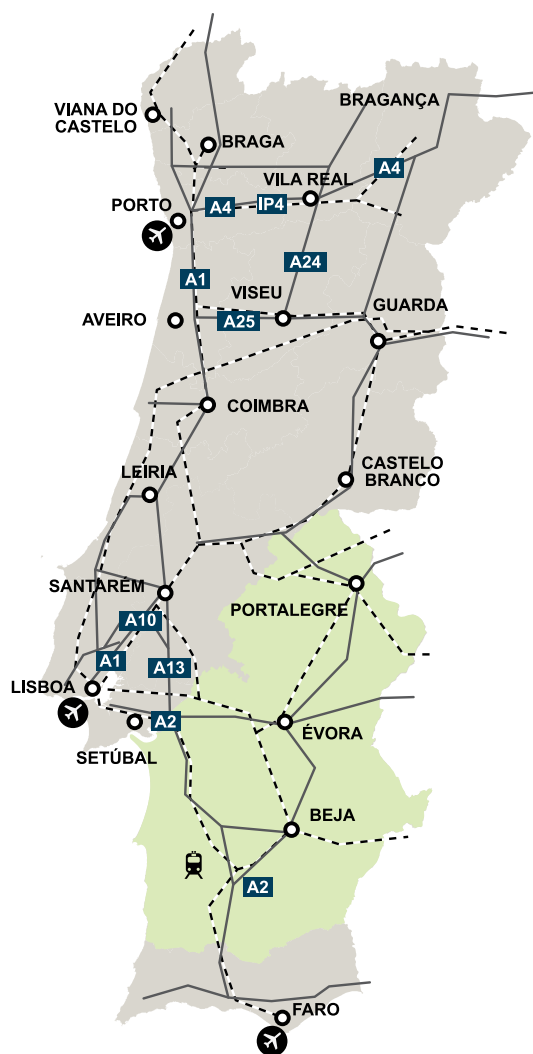 BRAGANÇA
VIANA DO
CASTELO
BRAGA
A4
VILA REAL
IP4
A4
PORTO
A24
A1
VISEU
GUARDA
AVEIRO
A25
COIMBRA
CASTELO
BRANCO
LEIRIA
SANTARÉM
PORTALEGRE
A10
A1
A13
LISBOA
A2
ÉVORA
SETÚBAL
BEJA
A2
FARO